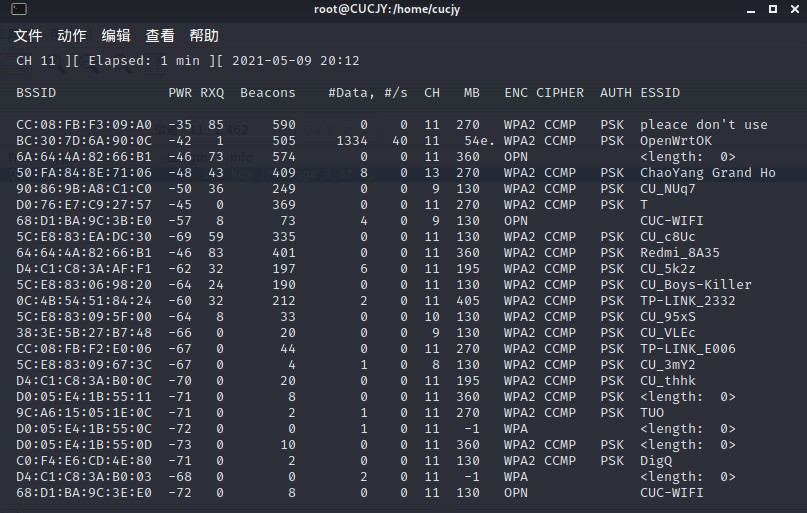 root@CUCJY:/home/cucjy
文件 动作 编辑 查看 帮助
CH 11 ][ Elapsed: 1 min ][ 2021-05-09 20:12
BSSID PWR RXQ Beacons #Data, #/s CH MB ENC CIPHER AUTH ESSID
CC:08:FB:F3:09:A0 -35 85 590 0 0 11 270 WPA2 CCMP PSK pleace don't use
BC:30:7D:6A:90:0C -42 1 505 1334 40 11 54e. WPA2 CCMP PSK OpenWrtOK
6A:64:4A:82:66:B1 -46 73 574 0 0 11 360 OPN <length: 0>
50:FA:84:8E:71:06 -48 43 409 8 0 13 270 WPA2 CCMP PSK ChaoYang Grand Ho
90:86:9B:A8:C1:C0 -50 36 249 0 0 9 130 WPA2 CCMP PSK CU_NUq7
D0:76:E7:C9:27:57 -45 0 369 0 0 11 270 WPA2 CCMP PSK T
68:D1:BA:9C:3B:E0 -57 8 73 4 0 9 130 OPN CUC-WIFI
5C:E8:83:EA:DC:30 -69 59 335 0 0 11 130 WPA2 CCMP PSK CU_c8Uc
64:64:4A:82:66:B1 -46 83 401 0 0 11 360 WPA2 CCMP PSK Redmi_8A35
D4:C1:C8:3A:AF:F1 -62 32 197 6 0 11 195 WPA2 CCMP PSK CU_5k2z
5C:E8:83:06:98:20 -64 24 190 0 0 11 130 WPA2 CCMP PSK CU_Boys-Killer
0C:4B:54:51:84:24 -60 32 212 2 0 11 405 WPA2 CCMP PSK TP-LINK_2332
5C:E8:83:09:5F:00 -64 8 33 0 0 10 130 WPA2 CCMP PSK CU_95xS
38:3E:5B:27:B7:48 -66 0 20 0 0 9 130 WPA2 CCMP PSK CU_VLEc
CC:08:FB:F2:E0:06 -67 0 44 0 0 11 270 WPA2 CCMP PSK TP-LINK_E006
5C:E8:83:09:67:3C -67 0 4 1 0 8 130 WPA2 CCMP PSK CU_3mY2
D4:C1:C8:3A:B0:0C -70 0 20 0 0 11 195 WPA2 CCMP PSK CU_thhk
D0:05:E4:1B:55:11 -71 0 8 0 0 11 360 WPA2 CCMP PSK <length: 0>
9C:A6:15:05:1E:0C -71 0 2 1 0 11 270 WPA2 CCMP PSK TUO
D0:05:E4:1B:55:0C -72 0 0 1 0 11 -1 WPA <length: 0>
D0:05:E4:1B:55:0D -73 0 10 0 0 11 360 WPA2 CCMP PSK <length: 0>
C0:F4:E6:CD:4E:80 -71 0 2 0 0 11 130 WPA2 CCMP PSK DigQ
D4:C1:C8:3A:B0:03 -68 0 0 2 0 11 -1 WPA <length: 0>
68:D1:BA:9C:3E:E0 -72 0 8 0 0 11 130 OPN CUC-WIFI